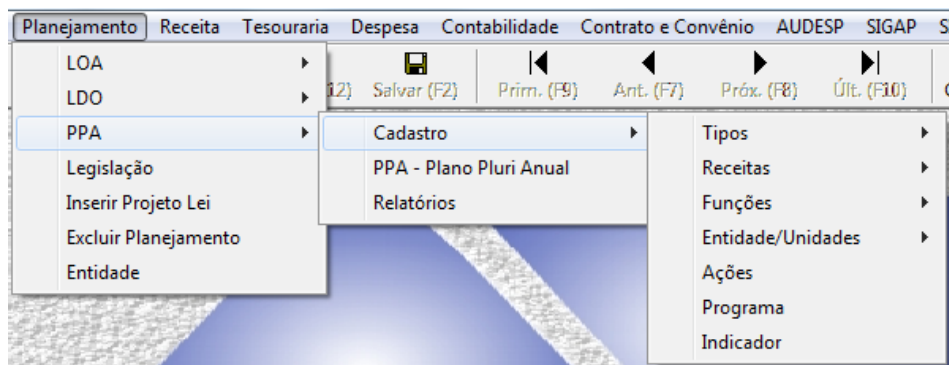 Planejamento Receita Tesouraria Despesa Contabilidade Contrato e Convênio AUDESP SIGAP
12) Salvar (F2) Prim. (F9) Ant. (F7) Próx. (F8) Últ. (F10)
LOA
LDO
PPA
Legislação
Inserir Projeto Lei
Excluir Planejamento
Entidade
Cadastro
PPA - Plano Pluri Anual
Relatórios
Tipos
Receitas
Funções
Entidade/Unidades
Ações
Programa
Indicador